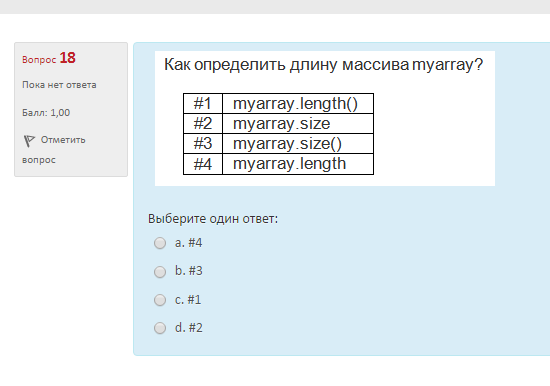 Вопрос 18
Пока нет ответа
Балл: 1,00
Отметить
вопрос
Как определить длину массива myarray?
#1 myarray.length()
#2 myarray.size
#3 myarray.size()
#4 myarray.length
Выберите один ответ:
a. #4
b. #3
c. #1
d. #2